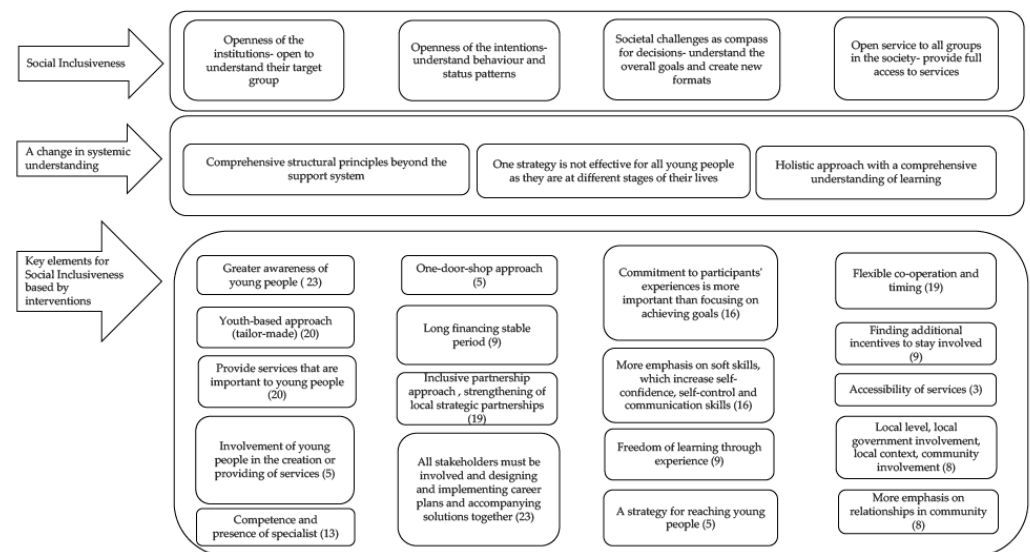 Social Inclusiveness
Openness of the
institutions- open to
understand their target
group
Openness of the intentions-
understand behaviour and
status patterns
Societal challenges as compass
for decisions- understand the
overall goals and create new
formats
Open service to all groups
in the society- provide full
access to services
A change in systemic
understanding
Comprehensive structural principles beyond the
support system
One strategy is not effective for all young people
as they are at different stages of their lives
Holistic approach with a comprehensive
understanding of learning
Key elements for
Social Inclusiveness
based by
interventions
Greater awareness of
young people ( 23)
Youth-based approach
(tailor-made) (20)
Provide services that are
important to young people
(20)
Involvement of young
people in the creation or
providing of services (5)
Competence and
presence of specialist (13)
One-door-shop approach
(5)
Long financing stable
period (9)
Inclusive partnership
approach , strengthening of
local strategic partnerships
(19)
All stakeholders must be
involved and designing
and implementing career
plans and accompanying
solutions together (23)
Commitment to participants'
experiences is more
important than focusing on
achieving goals (16)
More emphasis on soft skills,
which increase self-
confidence, self-control and
communication skills (16)
Freedom of learning through
experience (9)
A strategy for reaching young
people (5)
Flexible co-operation and
timing (19)
Finding additional
incentives to stay involved
(9)
Accessibility of services (3)
Local level, local
government involvement,
local context, community
involvement (8)
More emphasis on
relationships in community
(8)